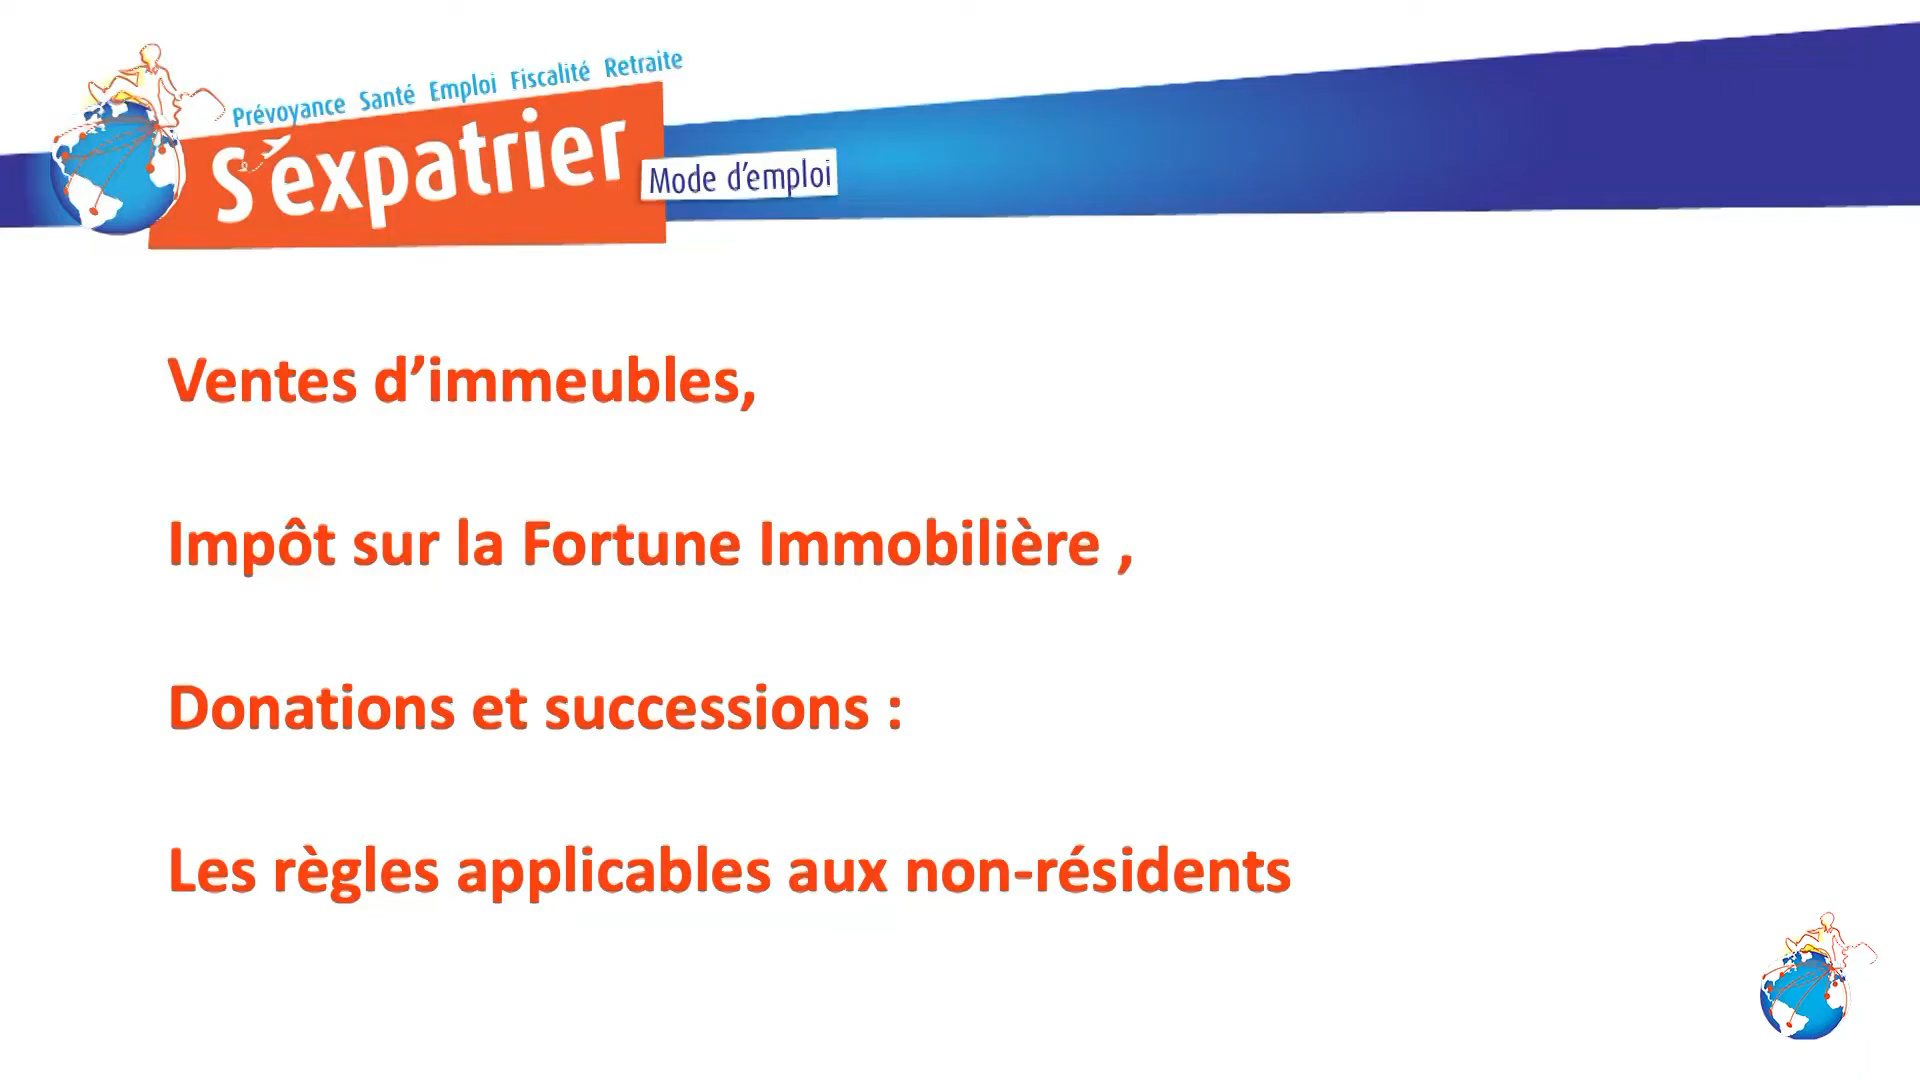 Prévoyance Santé Emploi Fiscalité Retraite
S'expatrier
Mode d'emploi
Ventes d’immeubles,
Impôt sur la Fortune Immobilière ,
Donations et successions :
Les règles applicables aux non-résidents